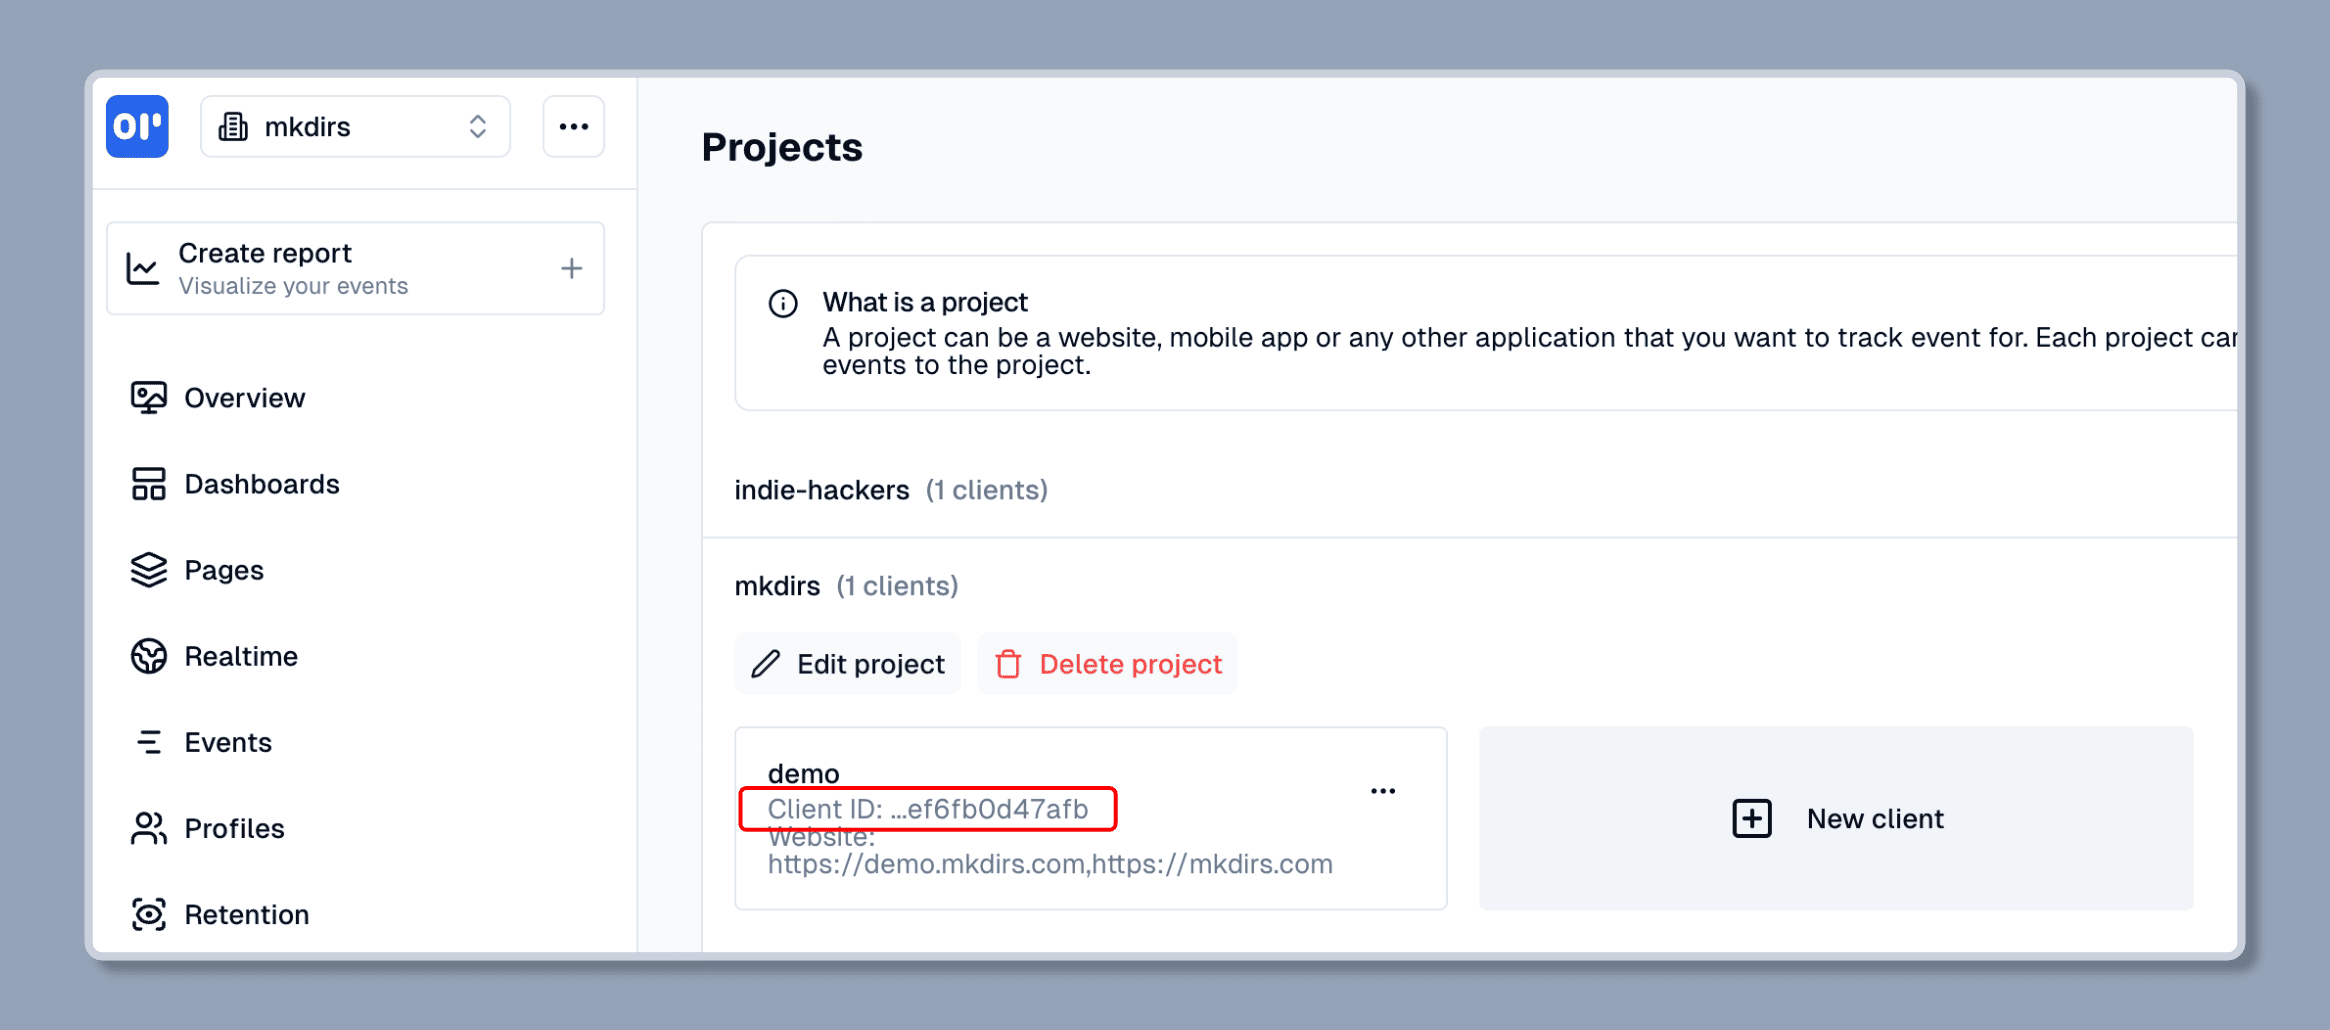 mkdirs
Create report
Visualize your events
Overview
Dashboards
Pages
Realtime
Events
Profiles
Retention
Projects
What is a project
A project can be a website, mobile app or any other application that you want to track event for. Each project can
events to the project.
indie-hackers (1 clients)
mkdirs (1 clients)
Edit project
Delete project
demo
Client ID: ...ef6fb0d47afb
Website:
https://demo.mkdirs.com,https://mkdirs.com
New client